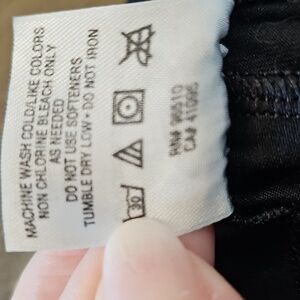 MACHINE WASH COLD/LIKE COLORS
NON CHLORINE BLEACH ONLY
AS NEEDED
DO NOT USE SOFTENERS
TUMBLE DRY LOW • DO NOT IRON
30
RN# 96610
CA# 41095